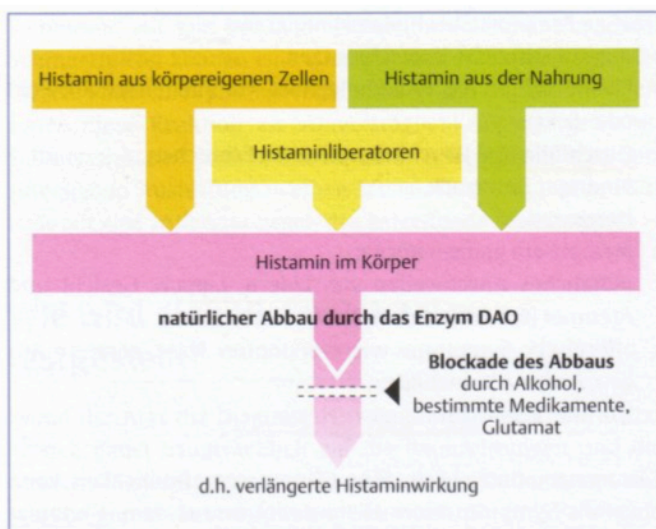 Histamin aus körpereigenen Zellen
Histamin aus der Nahrung
Histaminliberatoren
Histamin im Körper
natürlicher Abbau durch das Enzym DAO
Blockade des Abbaus
durch Alkohol,
bestimmte Medikamente,
Glutamat
d.h. verlängerte Histaminwirkung